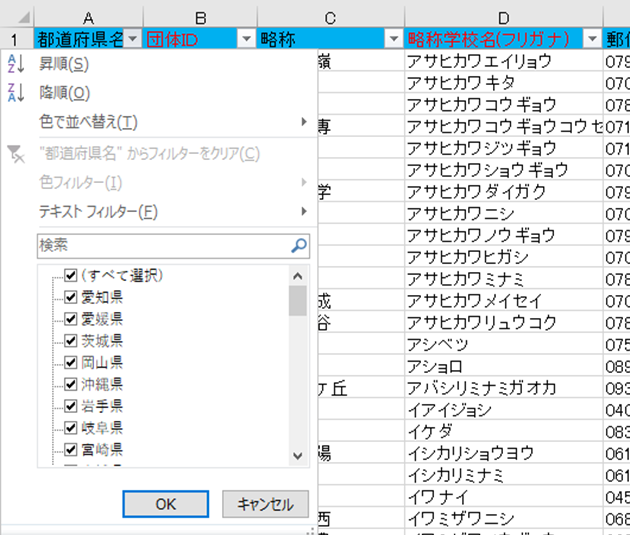 A B C D
1 都道府県名 団体ID 略称 略称学校名(フリガナ) 郵
昇順(S)
降順(O)
色で並べ替え(T)
"都道府県名" からフィルターをクリア(C)
色フィルター(I)
テキスト フィルター(F)
検索
(すべて選択)
愛知県
愛媛県
茨城県
岡山県
沖縄県
岩手県
岐阜県
宮崎県
OK キャンセル
嶺 アサヒカワエイリョウ 079
アサヒカワキタ 070
アサヒカワコウギョウ 078
専 アサヒカワコウギョウコウセ 071
アサヒカワジツギョウ 071
アサヒカワショウギョウ 070
学 アサヒカワダイガク 079
アサヒカワニシ 070
アサヒカワノウギョウ 079
アサヒカワヒガシ 070
アサヒカワミナミ 078
成 アサヒカワメイセイ 070
谷 アサヒカワリュウコク 078
アシベツ 075
アショロ 089
ケ丘 アバシリミナミガオカ 093
イアイジョシ 040
イケダ 083
陽 イシカリショウヨウ 061
イシカリミナミ 061
イワナイ 045
西 イワミザワニシ 068